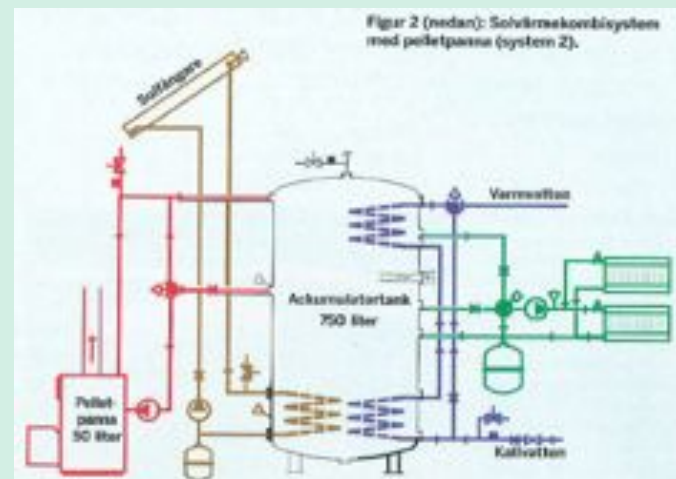 Figur 2 (nedan): Solvärmekombisystem
med pelletpanna (system 2).
Solfångare
Varmvatten
Ackumulatortank
750 liter
Pellet-
panna
50 liter
Kallvatten